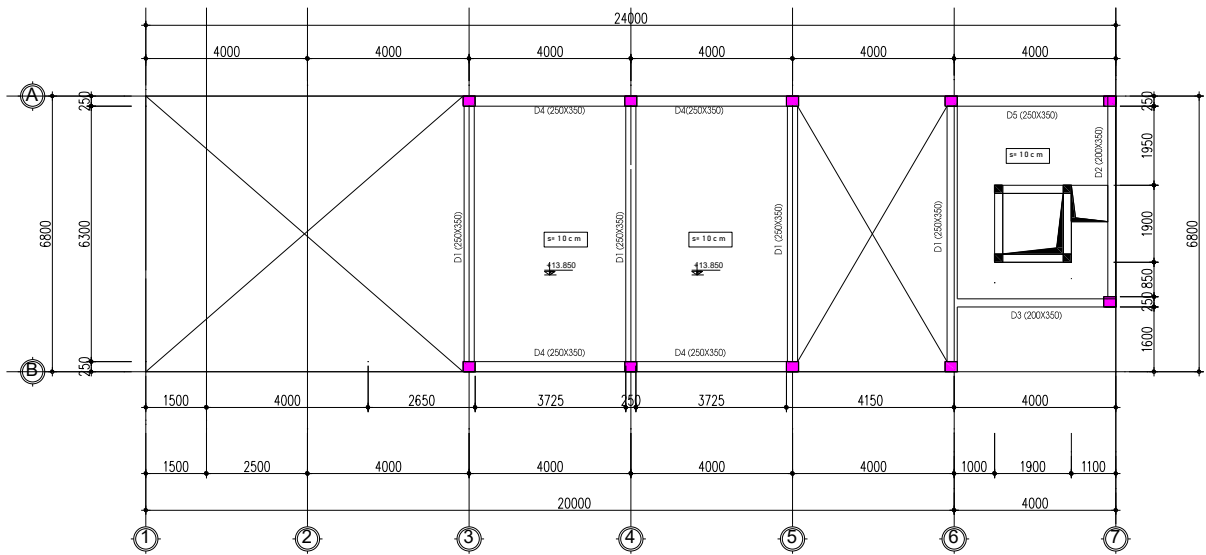 24000
4000 4000 4000 4000 4000 4000
A
250
D4 (250X350) D4(250X350) D5 (250X350)
250
s= 10 c m
D2 (200X350)
1950
6800
6300
D1 (250X350) D1 (250X350) D1 (250X350) D1 (250X350)
s= 10 c m s= 10 c m
+13.850 +13.850
1900
6800
850
250
D3 (200X350)
D4 (250X350) D4 (250X350)
1600
250
B
1500 4000 2650 3725 250 3725 4150 4000
1500 2500 4000 4000 4000 4000 1000 1900 1100
20000 4000
1 2 3 4 5 6 7